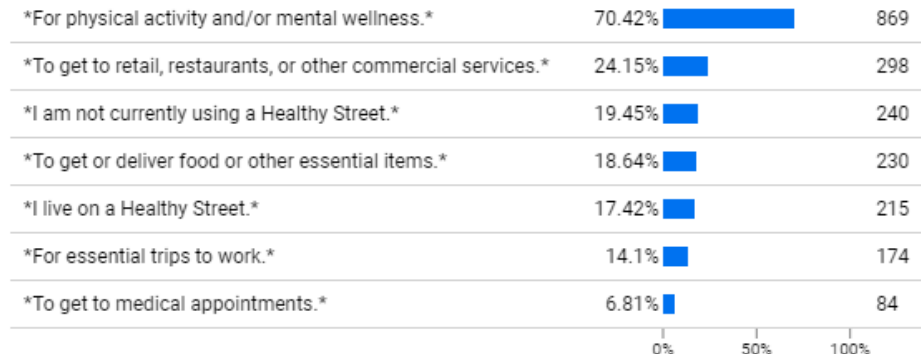 *For physical activity and/or mental wellness.* 70.42% 869
*To get to retail, restaurants, or other commercial services.* 24.15% 298
*I am not currently using a Healthy Street.* 19.45% 240
*To get or deliver food or other essential items.* 18.64% 230
*I live on a Healthy Street.* 17.42% 215
*For essential trips to work.* 14.1% 174
*To get to medical appointments.* 6.81% 84
0% 50% 100%